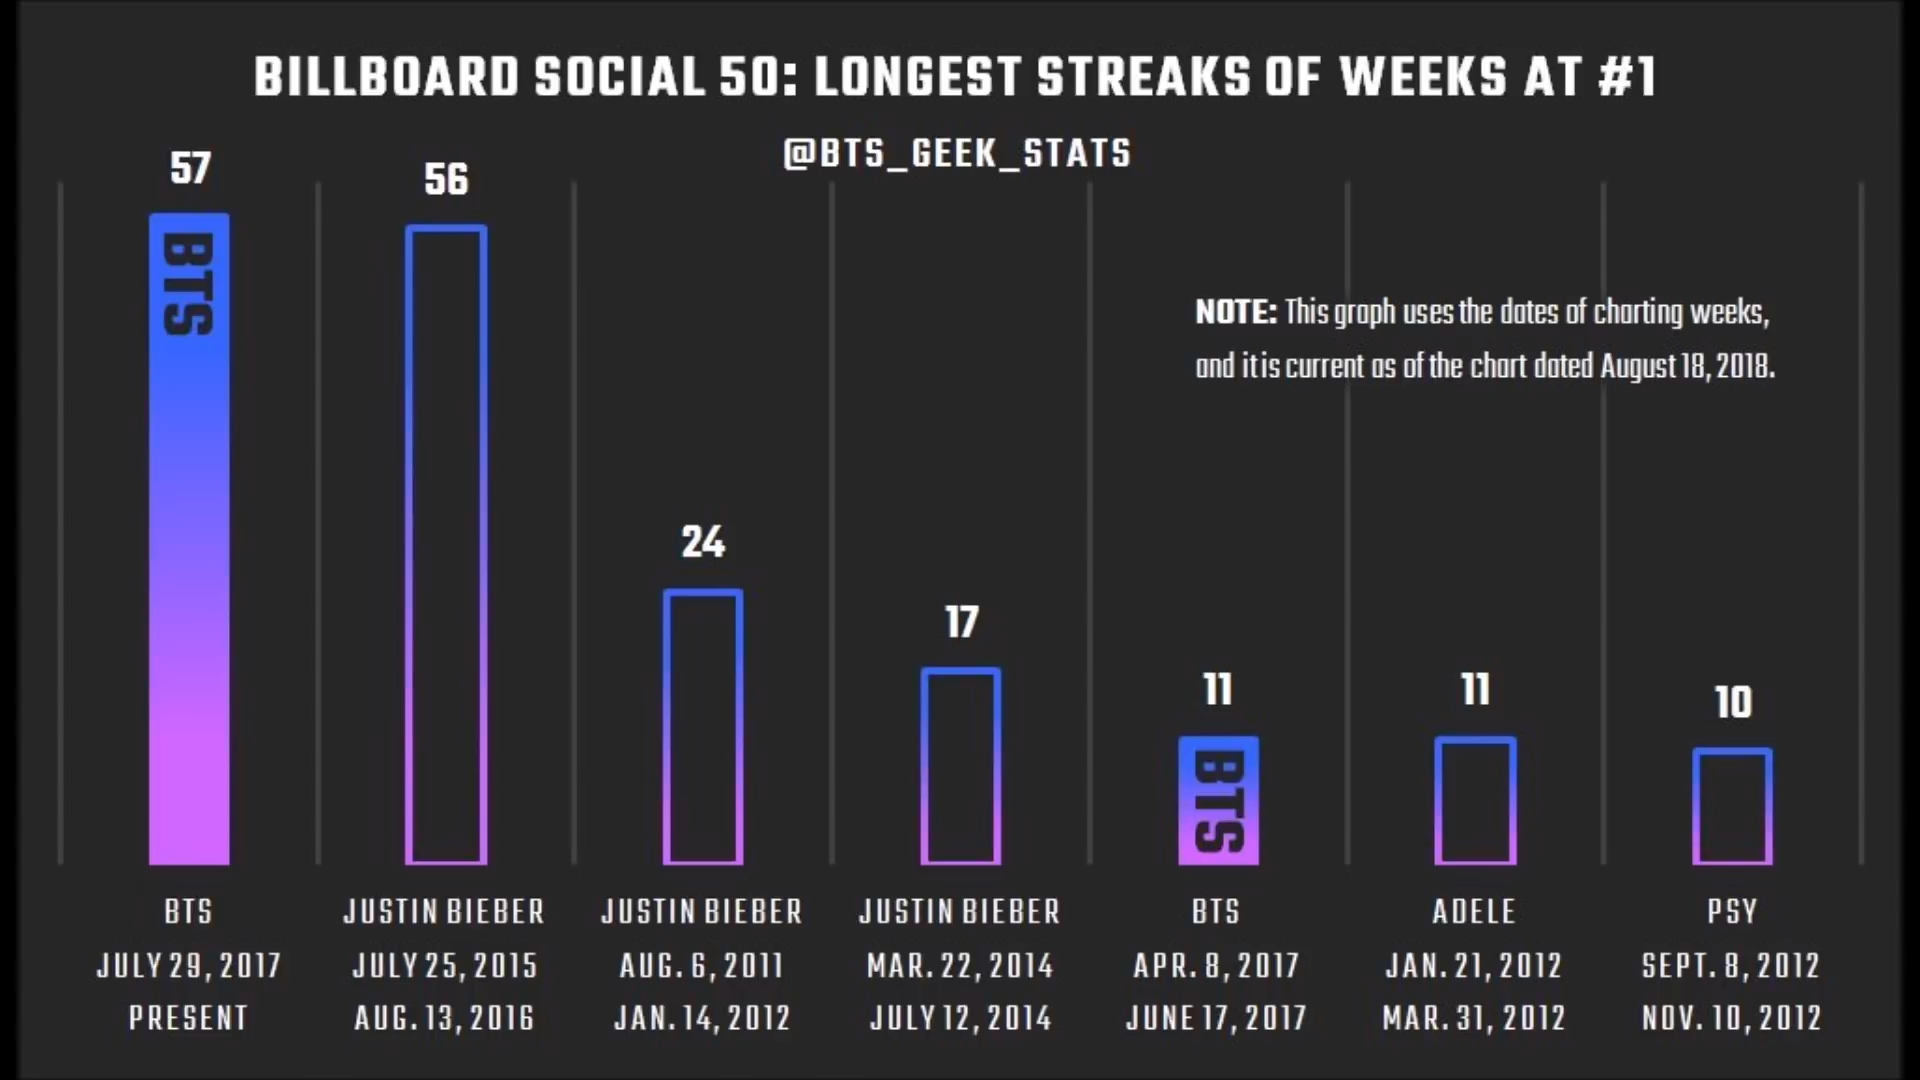 BILLBOARD SOCIAL 50: LONGEST STREAKS OF WEEKS AT #1
@BTS_GEEK_STATS
57
56
24
17
11
11
10
BTS
BTS
NOTE: This graph uses the dates of charting weeks,
and it is current as of the chart dated August 18, 2018.
BTS
JULY 29, 2017
PRESENT
JUSTIN BIEBER
JULY 25, 2015
AUG. 13, 2016
JUSTIN BIEBER
AUG. 6, 2011
JAN. 14, 2012
JUSTIN BIEBER
MAR. 22, 2014
JULY 12, 2014
BTS
APR. 8, 2017
JUNE 17, 2017
ADELE
JAN. 21, 2012
MAR. 31, 2012
PSY
SEPT. 8, 2012
NOV. 10, 2012